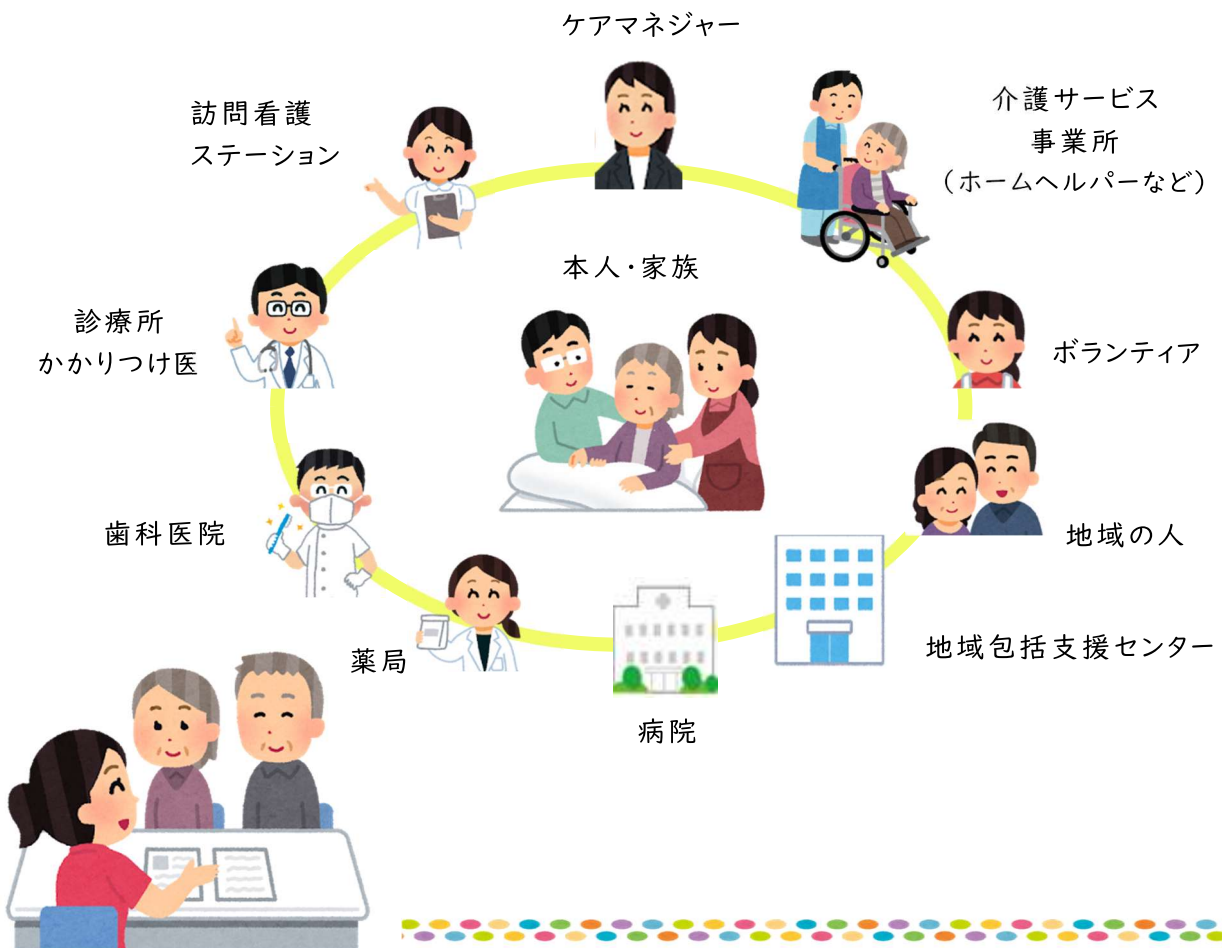 ケアマネジャー
訪問看護
ステーション
介護サービス
事業所
（ホームヘルパーなど）
本人・家族
診療所
かかりつけ医
ボランティア
歯科医院
地域の人
薬局
地域包括支援センター
病院